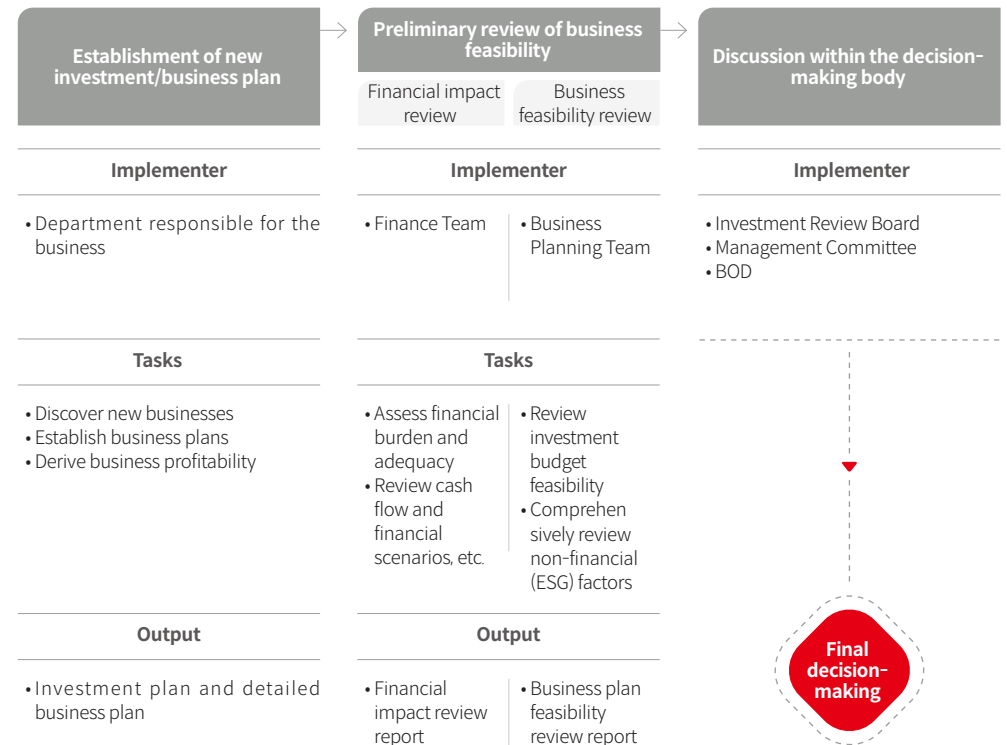 Establishment of new
investment/business plan
Preliminary review of business
feasibility
Financial impact
review
Business
feasibility review
Discussion within the decision-
making body
Implementer
• Department responsible for the
business
Implementer
• Finance Team
• Business
Planning Team
Implementer
• Investment Review Board
• Management Committee
• BOD
Tasks
• Discover new businesses
• Establish business plans
• Derive business profitability
Tasks
• Assess financial
burden and
adequacy
• Review cash
flow and
financial
scenarios, etc.
• Review
investment
budget
feasibility
• Comprehen
sively review
non-financial
(ESG) factors
Output
• Investment plan and detailed
business plan
Output
• Financial
impact review
report
• Business plan
feasibility
review report
Final
decision-
making